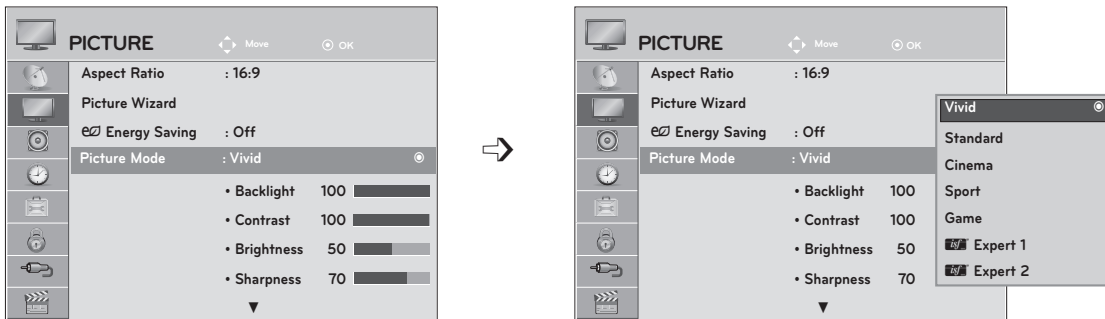 PICTURE Move OK
Aspect Ratio : 16:9
Picture Wizard
Energy Saving : Off
Picture Mode : Vivid
• Backlight 100
• Contrast 100
• Brightness 50
• Sharpness 70
PICTURE Move OK
Aspect Ratio : 16:9
Picture Wizard
Energy Saving : Off
Picture Mode : Vivid
• Backlight 100
• Contrast 100
• Brightness 50
• Sharpness 70
Vivid
Standard
Cinema
Sport
Game
isf Expert 1
isf Expert 2